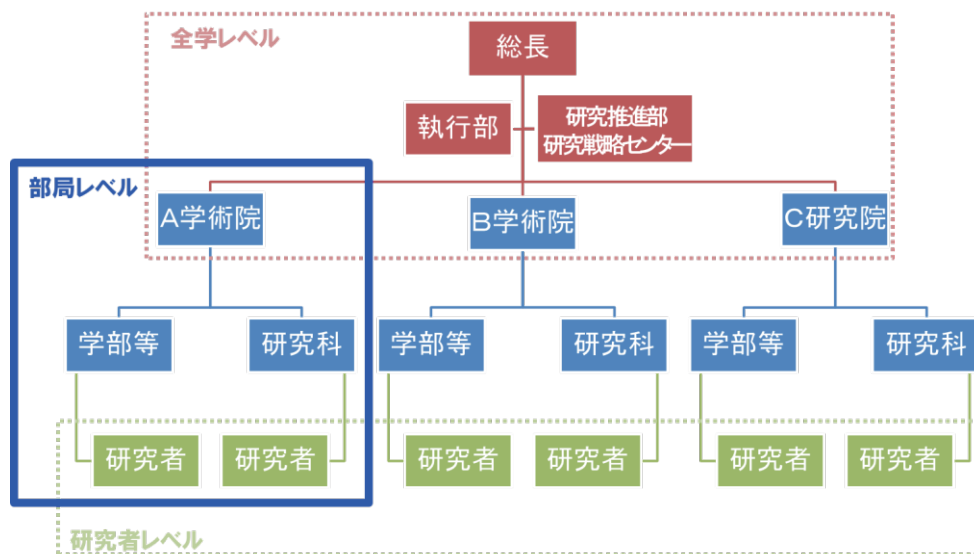 全学レベル
総長
執行部
研究推進部
研究戦略センター
部局レベル
A学術院
B学術院
C研究院
学部等
研究科
学部等
研究科
学部等
研究科
研究者
研究者
研究者
研究者
研究者
研究者
研究者レベル